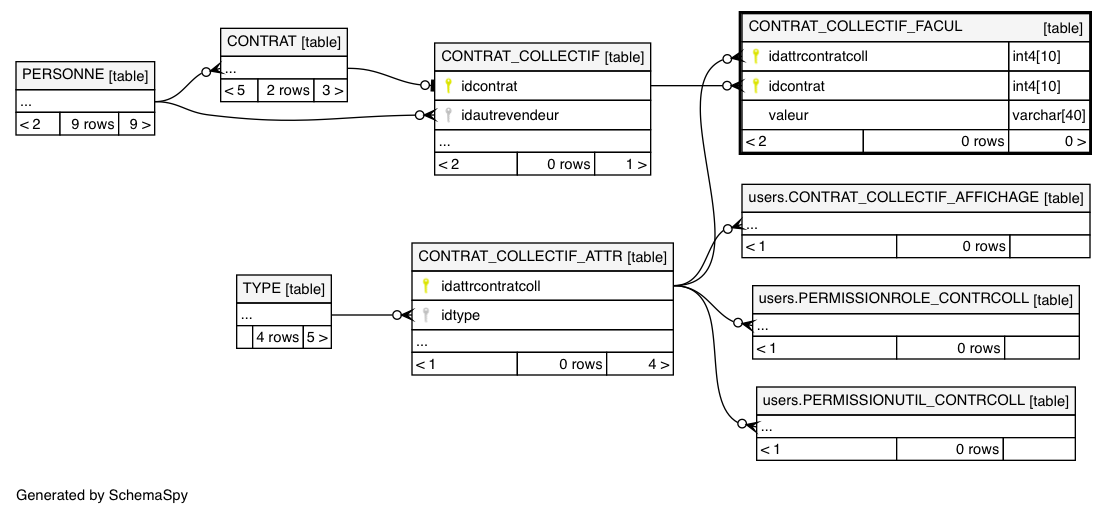 PERSONNE [table]
...
< 2 9 rows 9 >
CONTRAT [table]
...
< 5 2 rows 3 >
CONTRAT_COLLECTIF [table]
idcontrat
idautrevendeur
...
< 2 0 rows 1 >
CONTRAT_COLLECTIF_FACUL [table]
idattrcontratcoll int4[10]
idcontrat int4[10]
valeur varchar[40]
< 2 0 rows 0 >
users.CONTRAT_COLLECTIF_AFFICHAGE [table]
...
< 1 0 rows
TYPE [table]
...
4 rows 5 >
CONTRAT_COLLECTIF_ATTR [table]
idattrcontratcoll
idtype
...
< 1 0 rows 4 >
users.PERMISSIONROLE_CONTRCOLL [table]
...
< 1 0 rows
users.PERMISSIONUTIL_CONTRCOLL [table]
...
< 1 0 rows
Generated by SchemaSpy